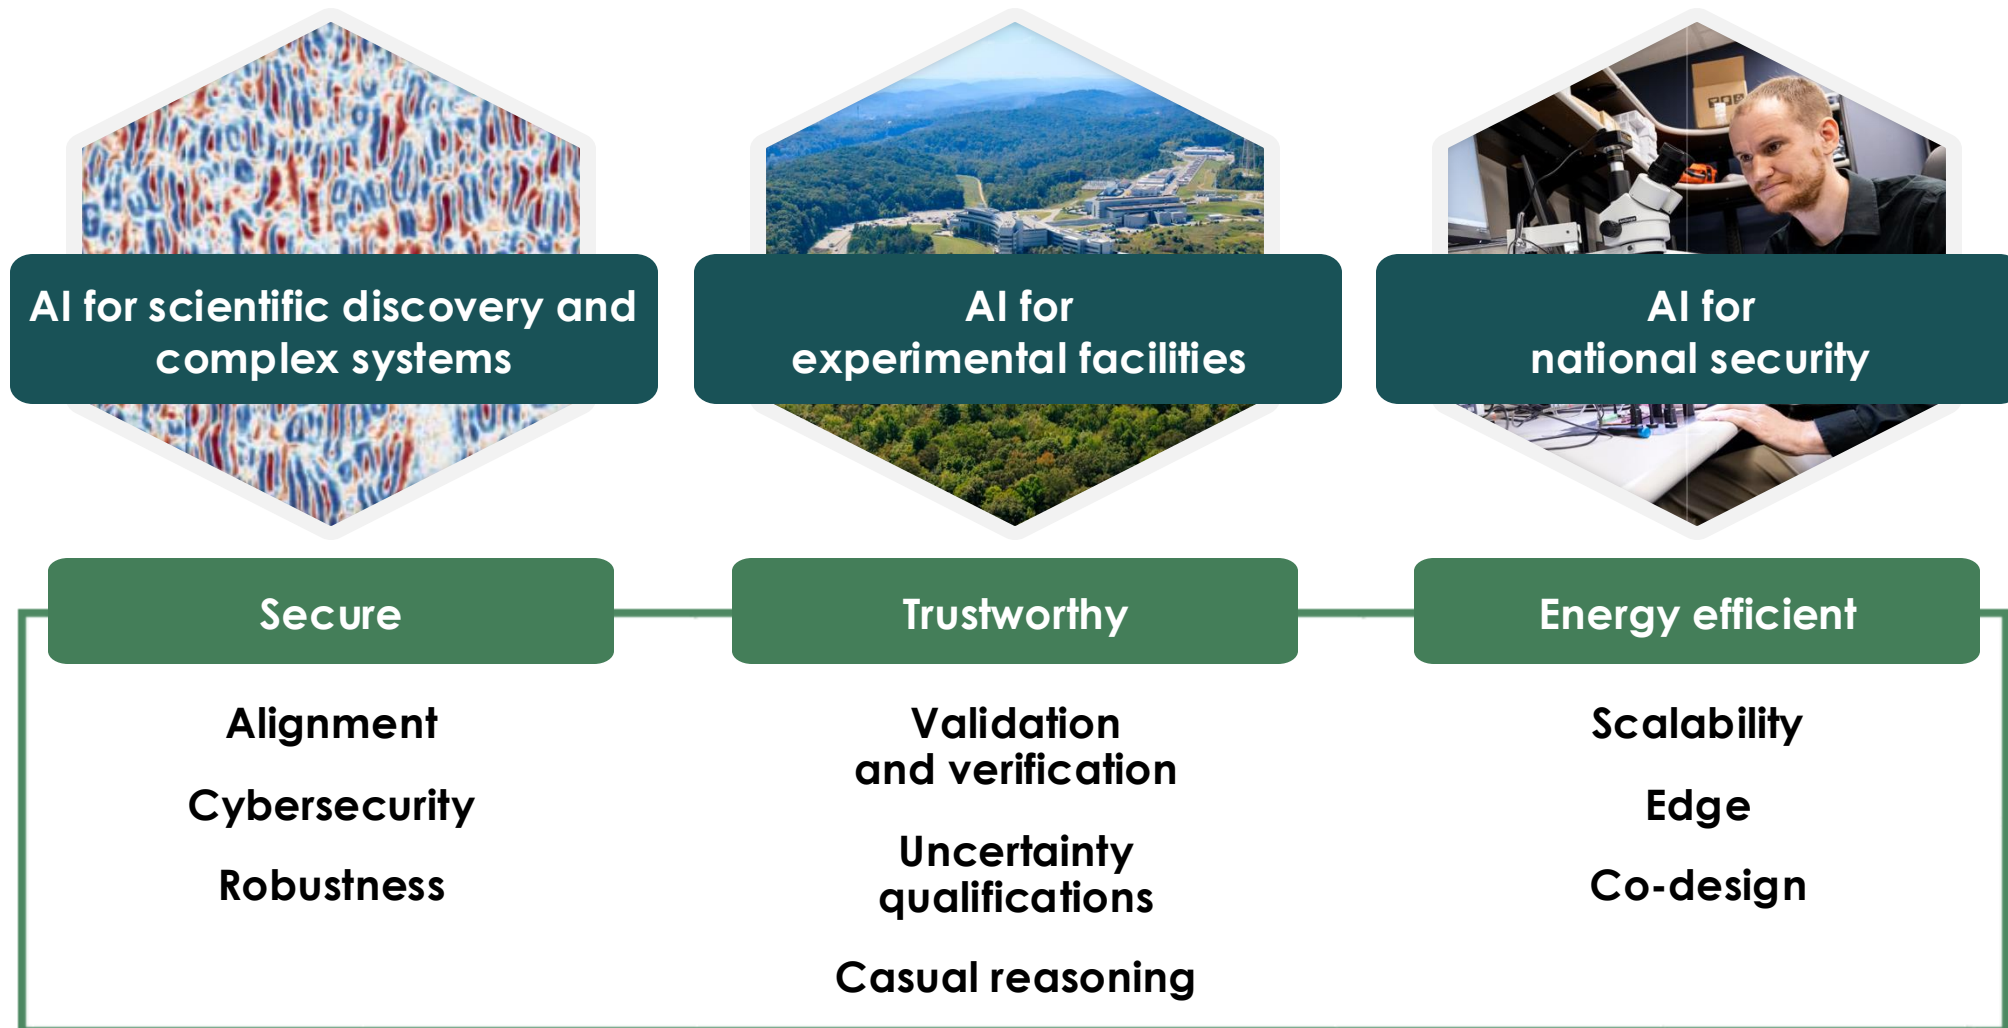 AI for scientific discovery and
complex systems
AI for
experimental facilities
AI for
national security
Secure
Trustworthy
Energy efficient
Alignment
Cybersecurity
Robustness
Validation
and verification
Uncertainty
qualifications
Casual reasoning
Scalability
Edge
Co-design